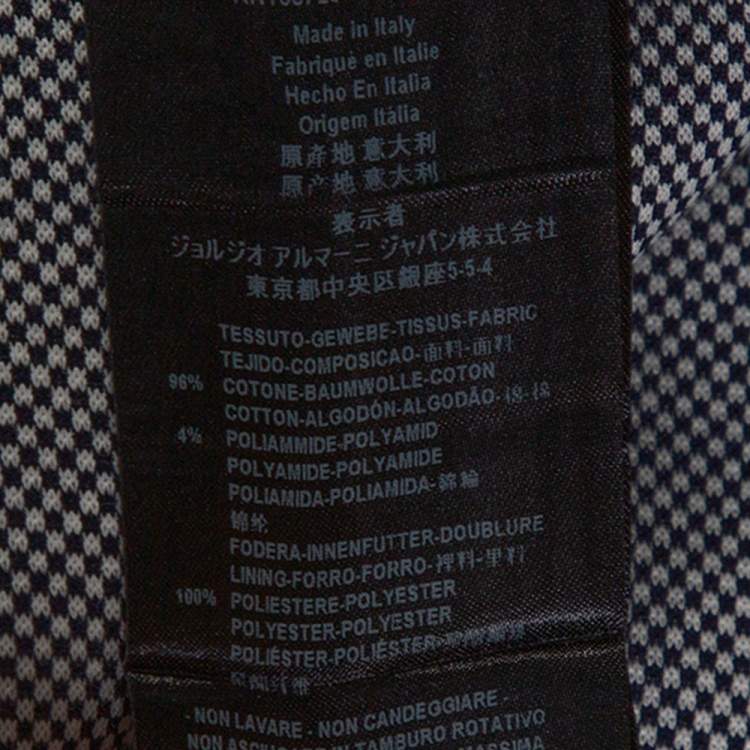 Made in Italy
Fabriqué en Italie
Hecho En Italia
Origem Itália
原産地 意大利
原產地 意大利
表示者
ジョルジオ アルマーニ ジャパン株式会社
東京都中央区銀座5-5-4
TESSUTO-GEWEBE-TISSUS-FABRIC
TEJIDO-COMPOSICAO-面料-面料
96% COTONE-BAUMWOLLE-COTON
COTTON-ALGODÓN-ALGODÃO-棉-棉
4% POLIAMMIDE-POLYAMID
POLYAMIDE-POLYAMIDE
POLIAMIDA-POLIAMIDA-錦綸
锦纶
FODERA-INNENFUTTER-DOUBLURE
LINING-FORRO-FORRO-裡料-里料
100% POLIESTERE-POLYESTER
POLYESTER-POLYESTER
POLIÉSTER-POLIÉSTER
- NON LAVARE - NON CANDEGGIARE -
IN TAMBURO ROTATIVO